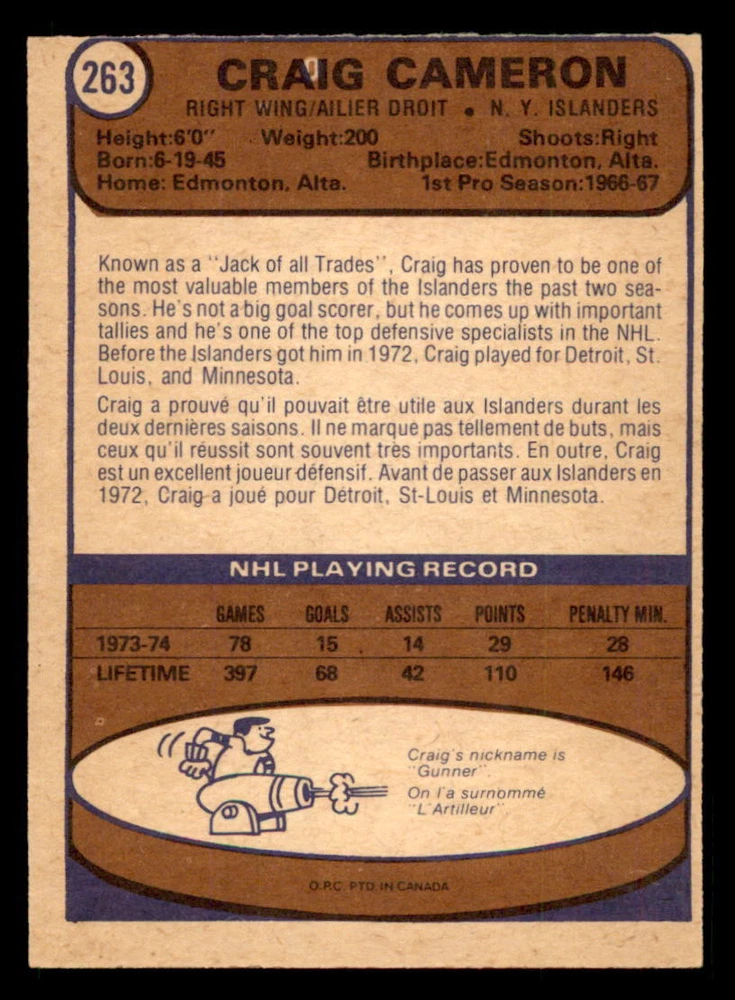 263
CRAIG CAMERON
RIGHT WING/AILIER DROIT • N. Y. ISLANDERS
Height:6'0" Weight:200 Shoots:Right
Born:6-19-45 Birthplace:Edmonton, Alta.
Home: Edmonton, Alta. 1st Pro Season:1966-67
Known as a "Jack of all Trades", Craig has proven to be one of
the most valuable members of the Islanders the past two sea-
sons. He's not a big goal scorer, but he comes up with important
tallies and he's one of the top defensive specialists in the NHL.
Before the Islanders got him in 1972, Craig played for Detroit, St.
Louis, and Minnesota.
Craig a prouvé qu'il pouvait être utile aux Islanders durant les
deux dernières saisons. Il ne marque pas tellement de buts, mais
ceux qu'il réussit sont souvent très importants. En outre, Craig
est un excellent joueur défensif. Avant de passer aux Islanders en
1972, Craig a joué pour Détroit, St-Louis et Minnesota.
NHL PLAYING RECORD
GAMES GOALS ASSISTS POINTS PENALTY MIN.
1973-74 78 15 14 29 28
LIFETIME 397 68 42 110 146
Craig's nickname is
"Gunner".
On l'a surnommé
"L'Artilleur".
O.P.C. PTD IN CANADA